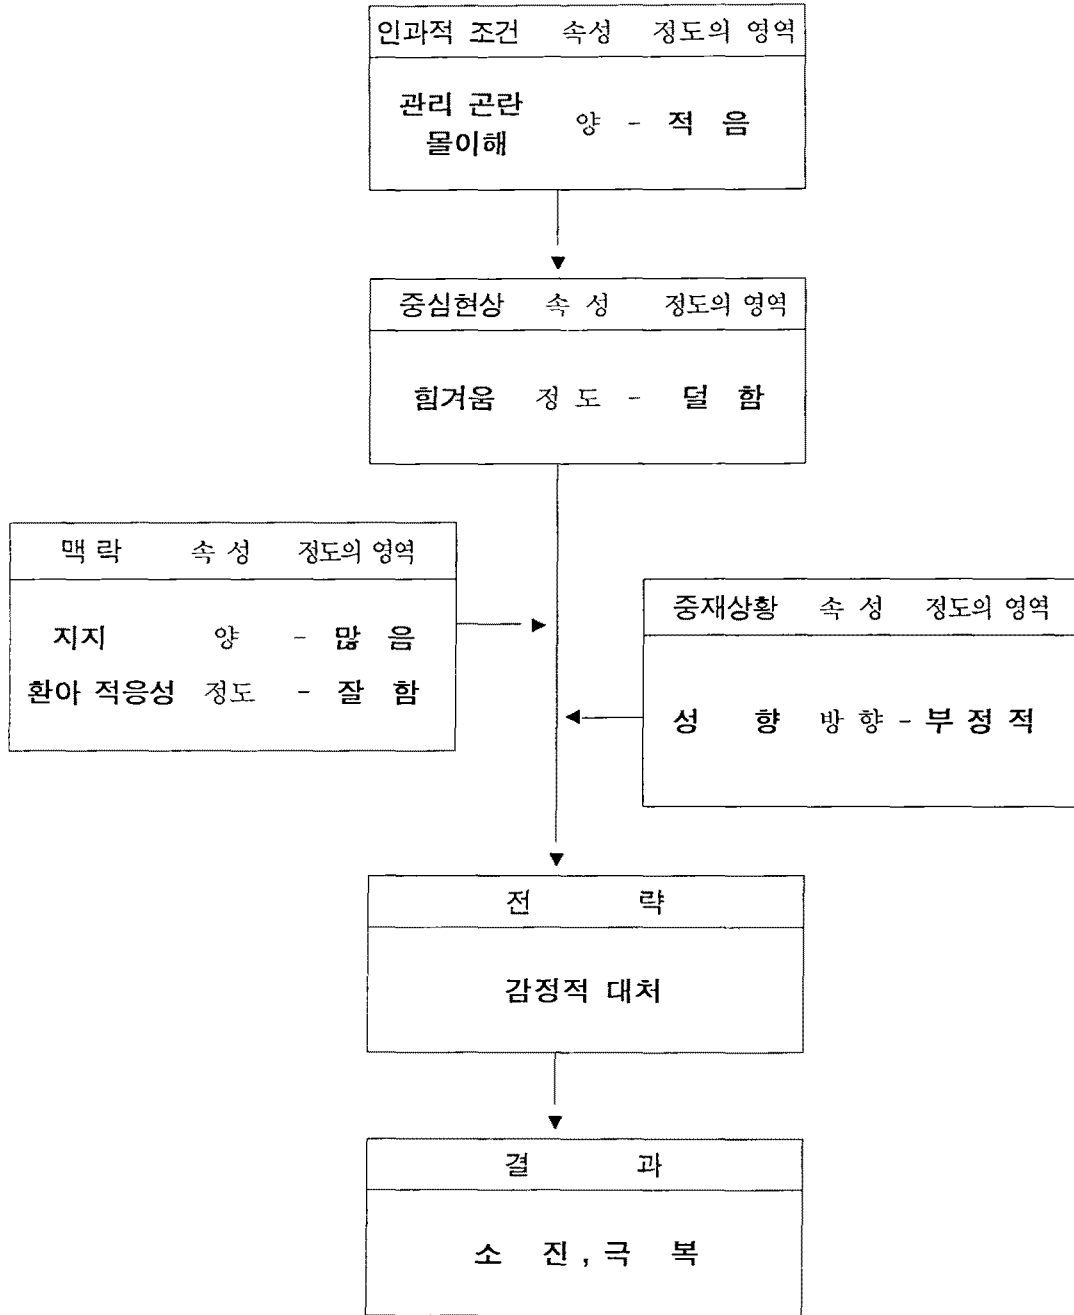 인과적 조건 속성 정도의 영역
관리 곤란
몰이해
양 - 적 음
중심현상 속 성 정도의 영역
힘겨움 정 도 - 덜 함
맥 락 속 성 정도의 영역
지지 양 - 많 음
환아 적응성 정도 - 잘 함
중재상황 속 성 정도의 영역
성 향 방 향 - 부 정 적
전 략
감정적 대처
결 과
소 진 , 극 복